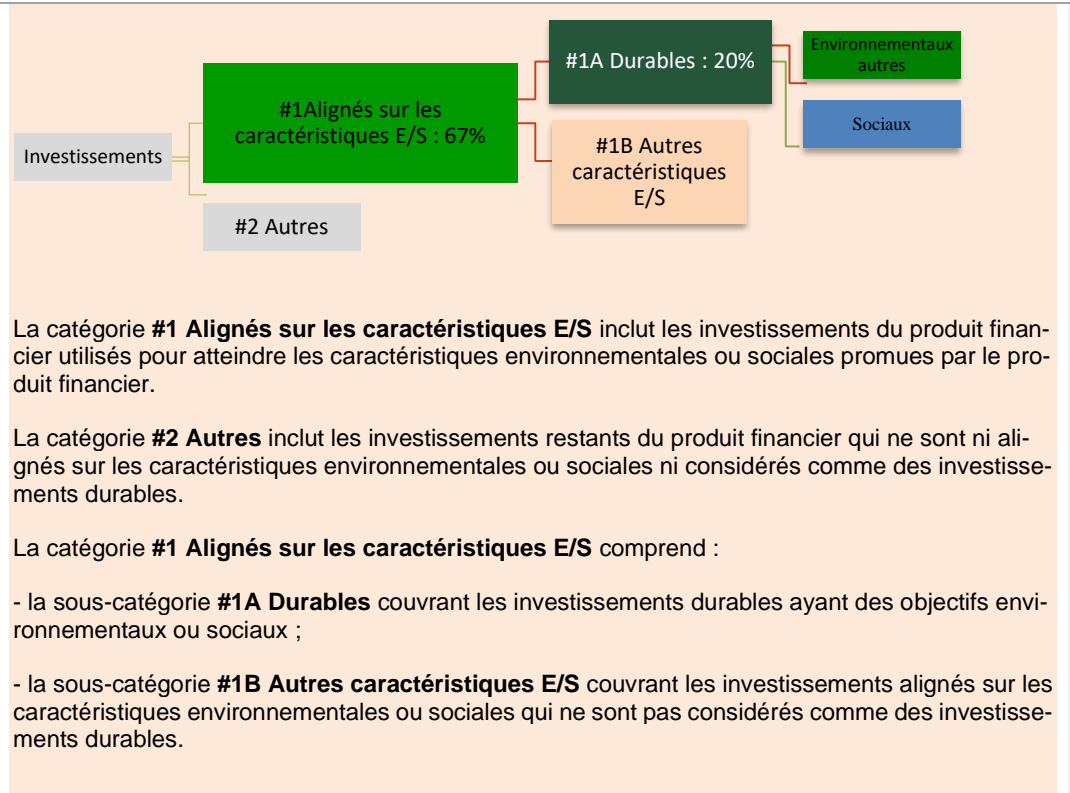 #1A Durables : 20%
Environnementaux
autres
#1Alignés sur les
caractéristiques E/S : 67%
Sociaux
Investissements
#1B Autres
caractéristiques
E/S
#2 Autres
La catégorie #1 Alignés sur les caractéristiques E/S inclut les investissements du produit finan-
cier utilisés pour atteindre les caractéristiques environnementales ou sociales promues par le pro-
duit financier.
La catégorie #2 Autres inclut les investissements restants du produit financier qui ne sont ni ali-
gnés sur les caractéristiques environnementales ou sociales ni considérés comme des investisse-
ments durables.
La catégorie #1 Alignés sur les caractéristiques E/S comprend :
- la sous-catégorie #1A Durables couvrant les investissements durables ayant des objectifs envi-
ronnementaux ou sociaux ;
- la sous-catégorie #1B Autres caractéristiques E/S couvrant les investissements alignés sur les
caractéristiques environnementales ou sociales qui ne sont pas considérés comme des investisse-
ments durables.